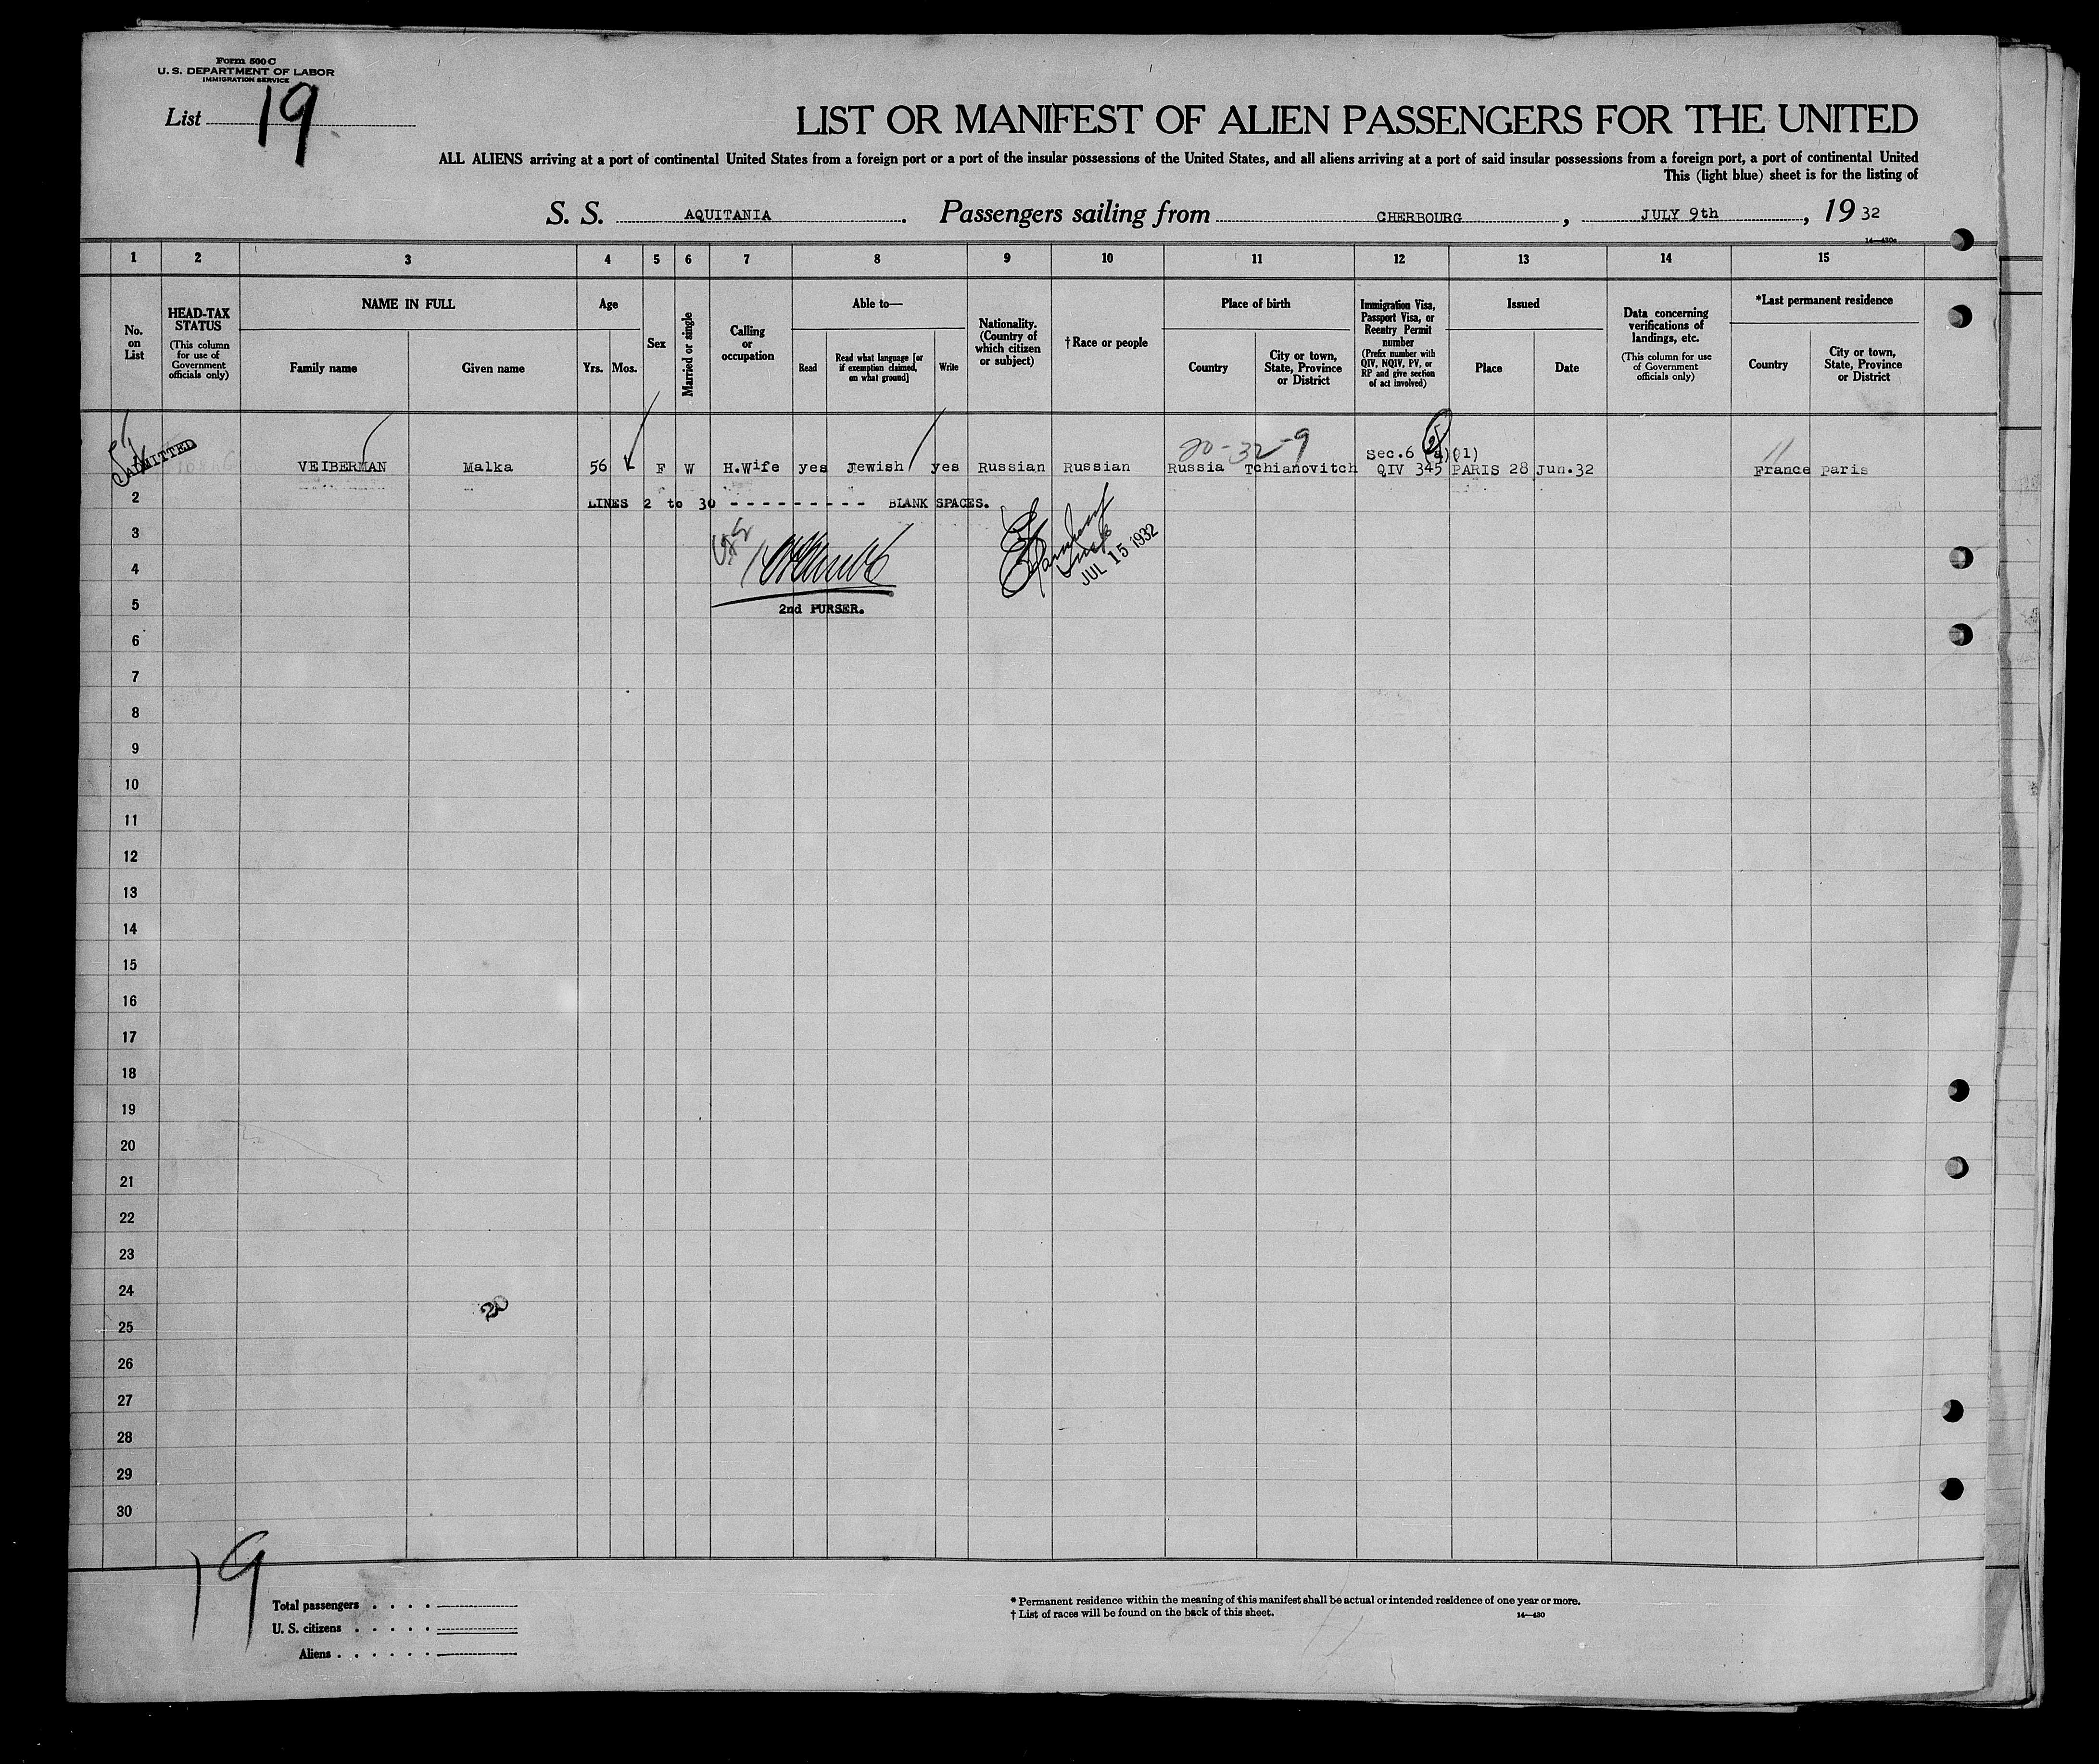 Form 500 C
U. S. DEPARTMENT OF LABOR
IMMIGRATION SERVICE
List 19
LIST OR MANIFEST OF ALIEN PASSENGERS FOR THE UNITED
ALL ALIENS arriving at a port of continental United States from a foreign port or a port of the insular possessions of the United States, and all aliens arriving at a port of said insular possessions from a foreign port, a port of continental United
This (light blue) sheet is for the listing of
S. S. AQUITANIA . Passengers sailing from CHERBOURG , JULY 9th , 19 32
14—430a
1 2 3 4 5 6 7 8 9 10 11 12 13 14 15
No. on List
HEAD-TAX STATUS
(This column for use of Government officials only)
NAME IN FULL
Family name
Given name
Age
Yrs. Mos.
Sex
Married or single
Calling or occupation
Able to—
Read
Read what language [or if exemption claimed, on what ground]
Write
Nationality. (Country of which citizen or subject)
†Race or people
Place of birth
Country
City or town, State, Province or District
Immigration Visa, Passport Visa, or Reentry Permit number
(Prefix number with QIV, NQIV, PV, or RP and give section of act involved)
Issued
Place
Date
Data concerning verifications of landings, etc.
(This column for use of Government officials only)
*Last permanent residence
Country
City or town, State, Province or District
20-32-9
Sec.6 (a)(1)
ADMITTED VEIBERMAN Malka 56 F W H.Wife yes Jewish yes Russian Russian Russia Tchianovitch QIV 345 PARIS 28 Jun.32 France Paris
2 LINES 2 to 30 - - - - - - - - - - BLANK SPACES.
3
JUL 15 1932
4
5 2nd PURSER.
6
7
8
9
10
11
12
13
14
15
16
17
18
19
20
21
22
23
24
20
25
26
27
28
29
30
19
Total passengers . . . .
U. S. citizens . . . . .
Aliens . . . . . .
* Permanent residence within the meaning of this manifest shall be actual or intended residence of one year or more.
† List of races will be found on the back of this sheet.
14—430